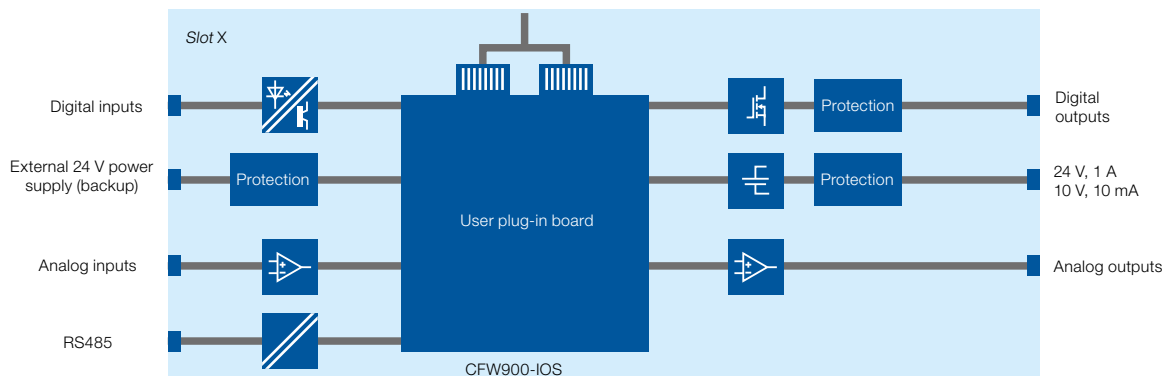 Slot X
Digital inputs
External 24 V power
supply (backup)
Protection
Analog inputs
RS485
User plug-in board
CFW900-IOS
Protection
Digital
outputs
Protection
24 V, 1 A
10 V, 10 mA
Analog outputs